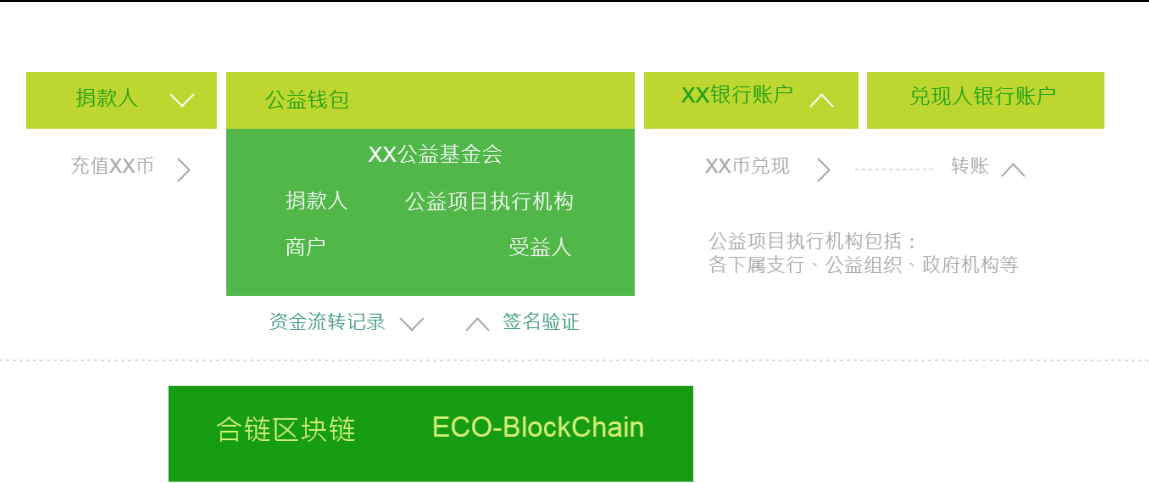 捐款人
公益钱包
XX银行账户
兑现人银行账户
充值XX币
XX公益基金会
XX币兑现
转账
捐款人
公益项目执行机构
商户
受益人
公益项目执行机构包括：
各下属支行、公益组织、政府机构等
资金流转记录
签名验证
合链区块链
ECO-BlockChain